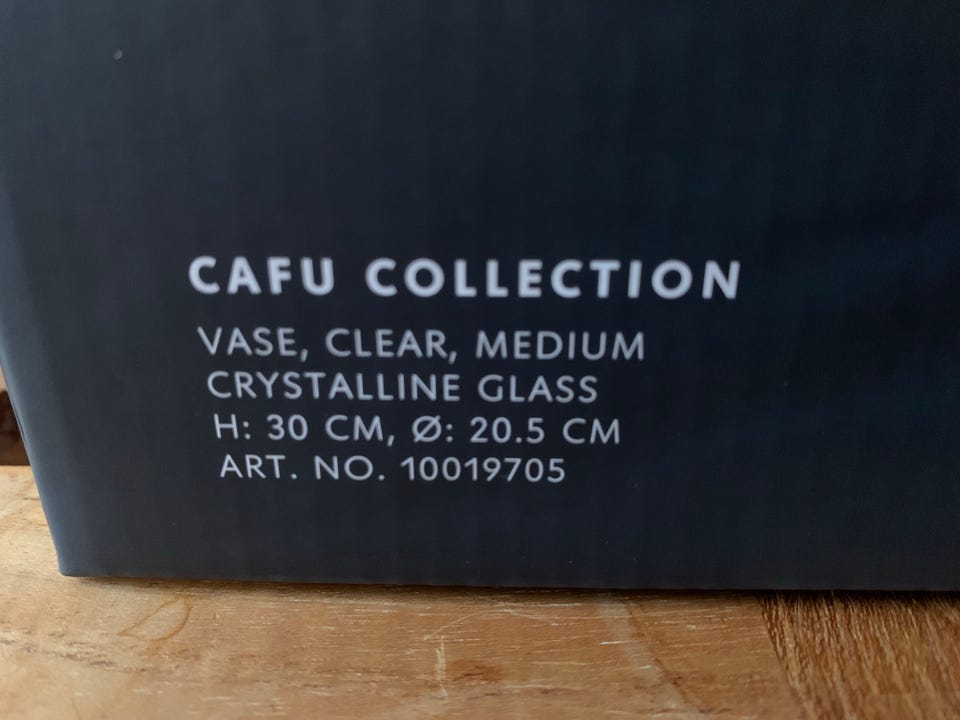 CAFU COLLECTION
VASE, CLEAR, MEDIUM
CRYSTALLINE GLASS
H: 30 CM, Ø: 20.5 CM
ART. NO. 10019705